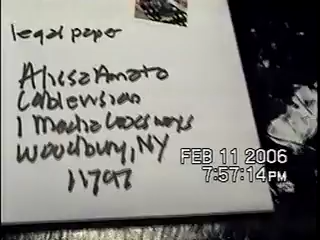 legal paper
Alissa Amato
Cablevision
1 Media Crossways
Woodbury, NY
11797
FEB 11 2006
7:57:14PM